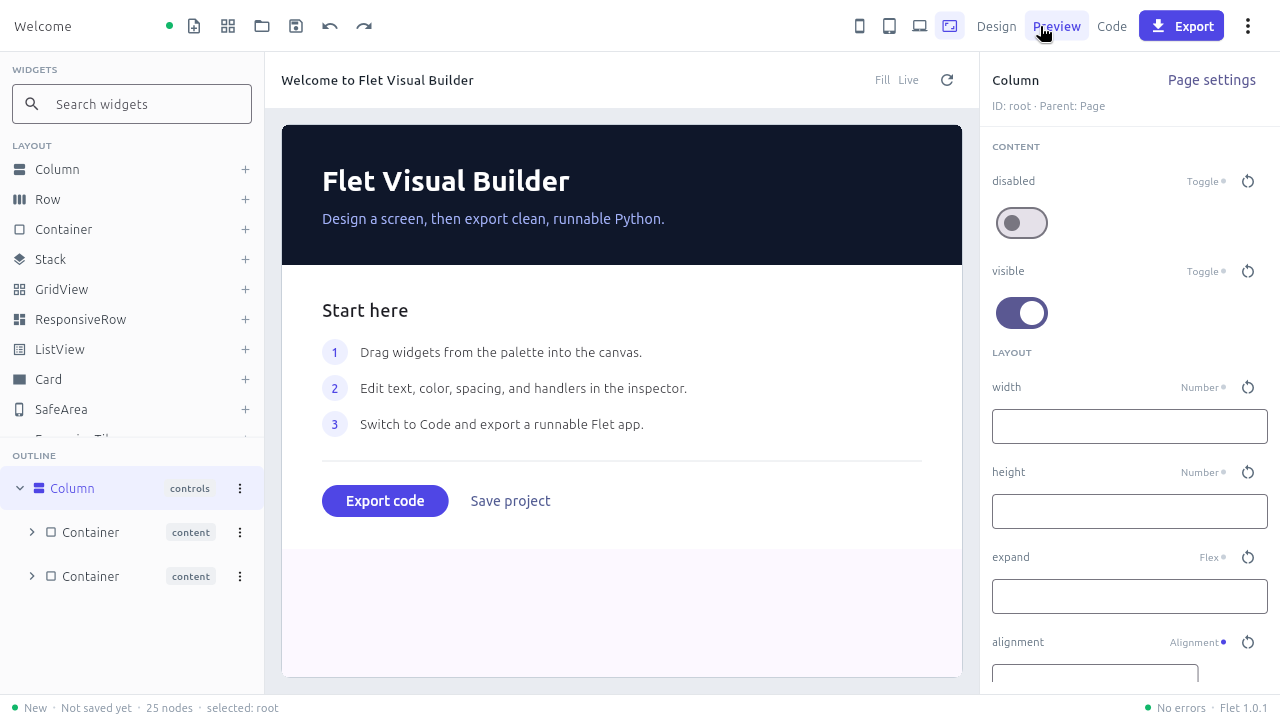 Welcome
Design
Preview
Code
Export
WIDGETS
Search widgets
LAYOUT
Column
Row
Container
Stack
GridView
ResponsiveRow
ListView
Card
SafeArea
OUTLINE
Column controls
Container content
Container content
Welcome to Flet Visual Builder
Fill Live
Flet Visual Builder
Design a screen, then export clean, runnable Python.
Start here
1 Drag widgets from the palette into the canvas.
2 Edit text, color, spacing, and handlers in the inspector.
3 Switch to Code and export a runnable Flet app.
Export code Save project
Column Page settings
ID: root · Parent: Page
CONTENT
disabled Toggle
visible Toggle
LAYOUT
width Number
height Number
expand Flex
alignment Alignment
New · Not saved yet · 25 nodes · selected: root
No errors · Flet 1.0.1